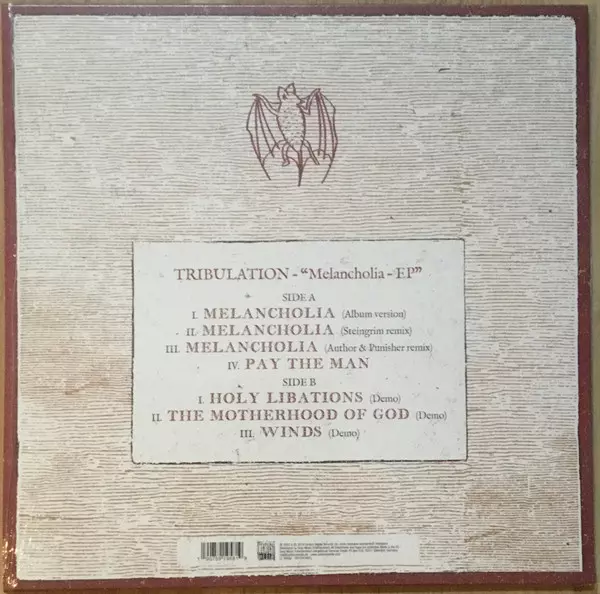 TRIBULATION - “Melancholia - EP”
SIDE A
I. MELANCHOLIA (Album version)
II. MELANCHOLIA (Steingrim remix)
III. MELANCHOLIA (Author & Punisher remix)
IV. PAY THE MAN
SIDE B
I. HOLY LIBATIONS (Demo)
II. THE MOTHERHOOD OF GOD (Demo)
III. WINDS (Demo)